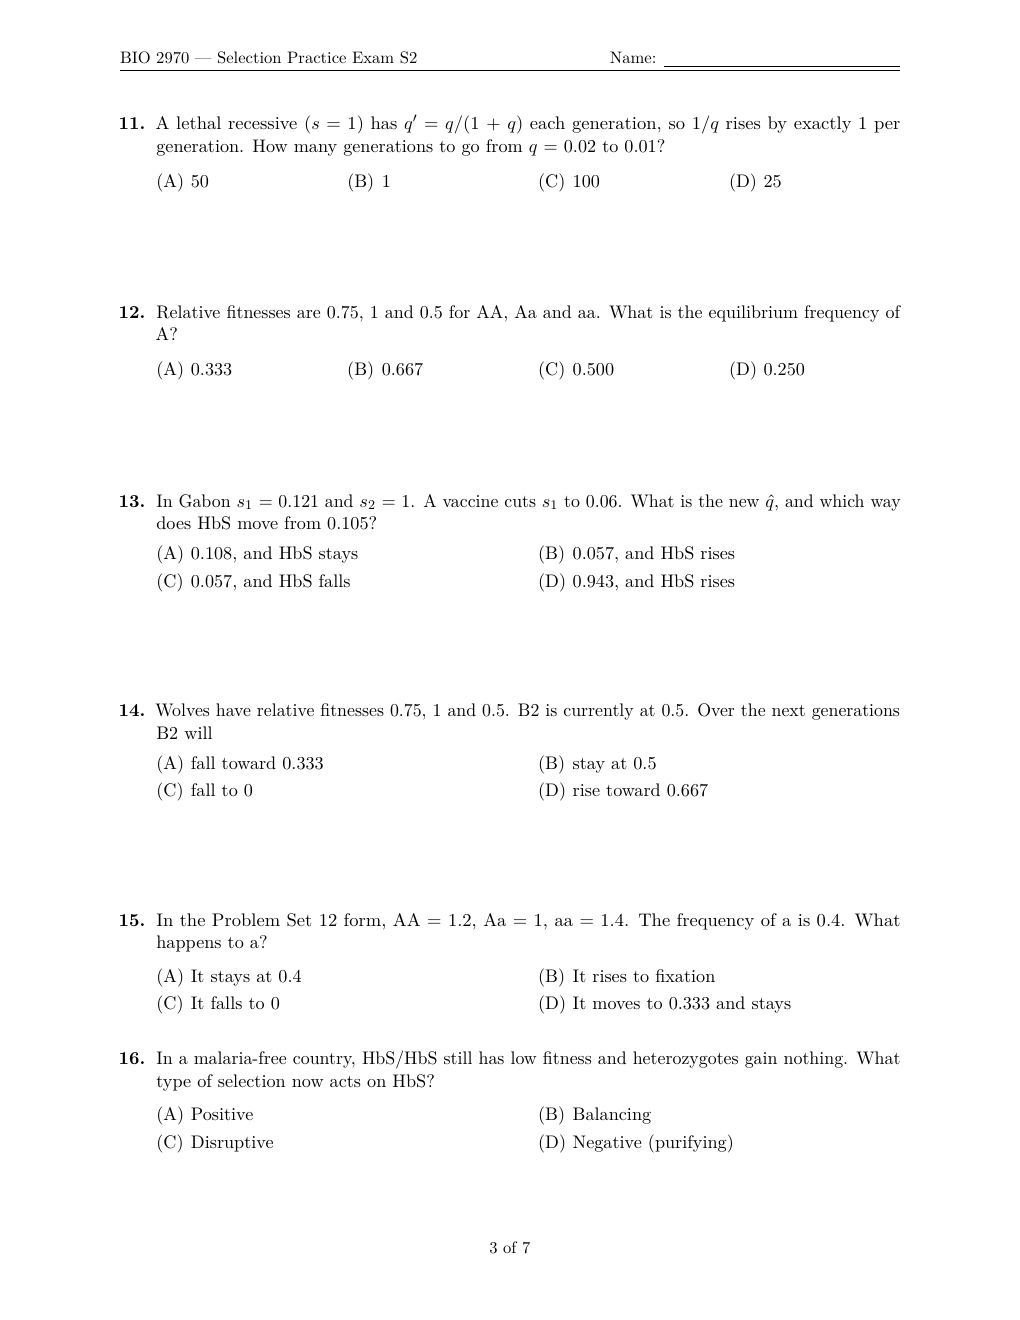 BIO 2970 — Selection Practice Exam S2 Name:
11. A lethal recessive (s = 1) has q′ = q/(1 + q) each generation, so 1/q rises by exactly 1 per
generation. How many generations to go from q = 0.02 to 0.01?
(A) 50 (B) 1 (C) 100 (D) 25
12. Relative fitnesses are 0.75, 1 and 0.5 for AA, Aa and aa. What is the equilibrium frequency of
A?
(A) 0.333 (B) 0.667 (C) 0.500 (D) 0.250
13. In Gabon s₁ = 0.121 and s₂ = 1. A vaccine cuts s₁ to 0.06. What is the new q̂, and which way
does HbS move from 0.105?
(A) 0.108, and HbS stays (B) 0.057, and HbS rises
(C) 0.057, and HbS falls (D) 0.943, and HbS rises
14. Wolves have relative fitnesses 0.75, 1 and 0.5. B2 is currently at 0.5. Over the next generations
B2 will
(A) fall toward 0.333 (B) stay at 0.5
(C) fall to 0 (D) rise toward 0.667
15. In the Problem Set 12 form, AA = 1.2, Aa = 1, aa = 1.4. The frequency of a is 0.4. What
happens to a?
(A) It stays at 0.4 (B) It rises to fixation
(C) It falls to 0 (D) It moves to 0.333 and stays
16. In a malaria-free country, HbS/HbS still has low fitness and heterozygotes gain nothing. What
type of selection now acts on HbS?
(A) Positive (B) Balancing
(C) Disruptive (D) Negative (purifying)
3 of 7